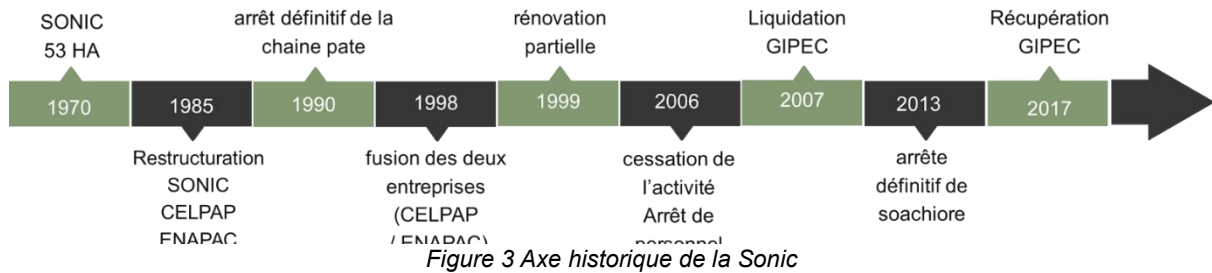 SONIC
53 HA
arrêt définitif de la
chaine pate
rénovation
partielle
Liquidation
GIPEC
Récupération
GIPEC
1970
1985
1990
1998
1999
2006
2007
2013
2017
Restructuration
SONIC
CELPAP
ENAPAC
fusion des deux
entreprises
(CELPAP
/ ENAPAC)
cessation de
l'activité
Arrêt de
personnel
arrête
définitif de
soachiore
Figure 3 Axe historique de la Sonic